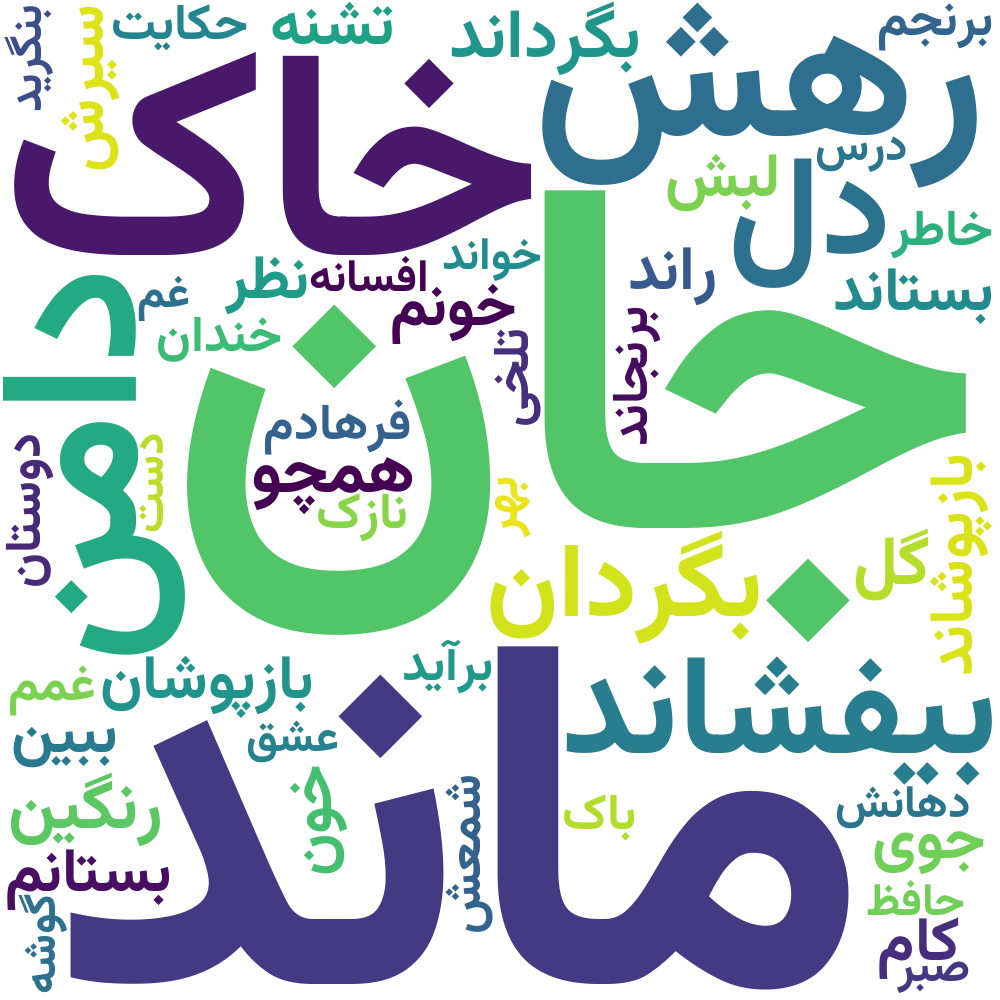 برنجم
بگرداند
تشنه
حکایت
سیرش
بنگرید
رهش
خاک
درس
لبش
دل
خاطر
خواند
راند
افسانه
نظر
غم
بستاند
خونم
خندان
دامن
جان
برنجاند
تلخی
فرهادم
همچو
نازک
دست
دوستان
بهر
بازپوشاند
گل
بگردان
برآید
بازپوشان
غمم
بیفشاند
ببین
عشق
ماند
خون
رنگین
شمعش
باک
دهانش
جوی
بستانم
حافظ
گوشه
کام
صبر